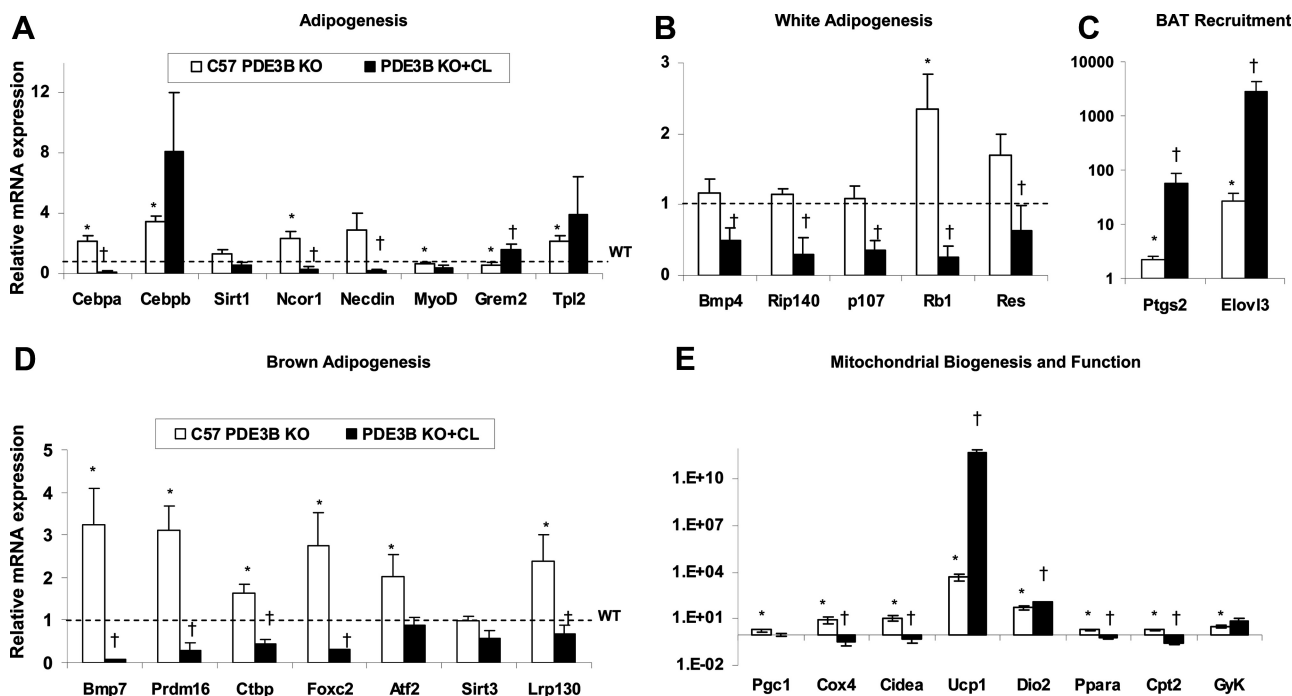 A
Adipogenesis
C57 PDE3B KO
PDE3B KO+CL
Relative mRNA expression
12
8
4
0
* † * * † † * * † *
WT
Cebpa Cebpb Sirt1 Ncor1 Necdin MyoD Grem2 Tpl2
B
White Adipogenesis
3
2
1
0
† † † * † †
Bmp4 Rip140 p107 Rb1 Res
C
BAT Recruitment
10000
1000
100
10
1
* † * †
Ptgs2 Elovl3
D
Brown Adipogenesis
C57 PDE3B KO
PDE3B KO+CL
Relative mRNA expression
5
4
3
2
1
0
* † * † * † * † * * †
WT
Bmp7 Prdm16 Ctbp Foxc2 Atf2 Sirt3 Lrp130
E
Mitochondrial Biogenesis and Function
1.E+10
1.E+07
1.E+04
1.E+01
1.E-02
* * † * † * † * † * † * † *
Pgc1 Cox4 Cidea Ucp1 Dio2 Ppara Cpt2 GyK